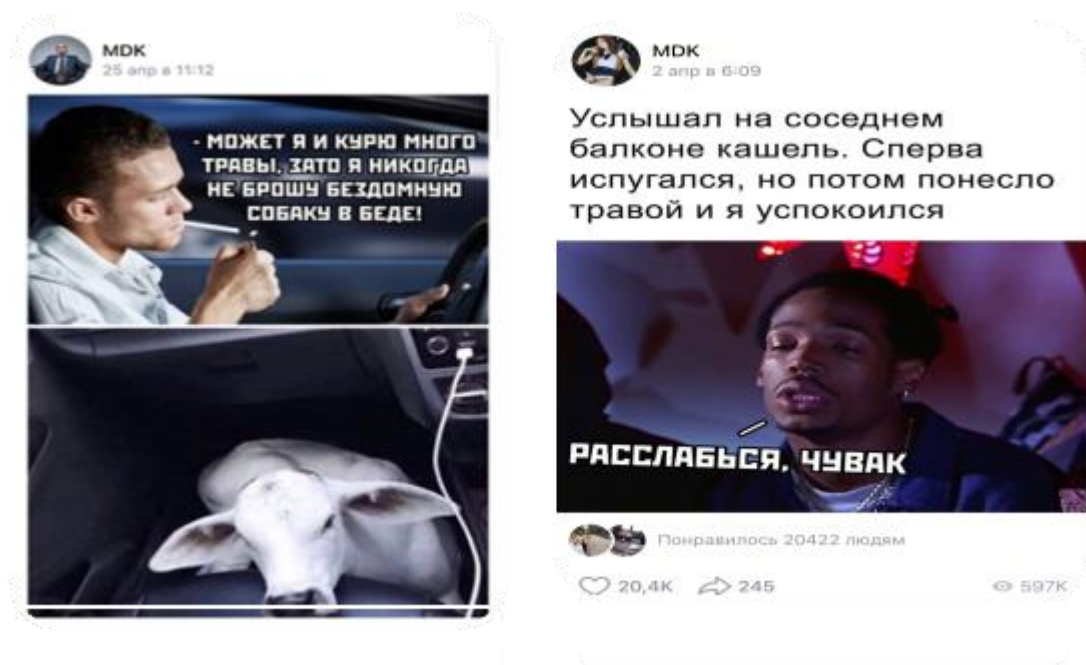 MDK
25 апр в 11:12
- МОЖЕТ Я И КУРЮ МНОГО
ТРАВЫ, ЗАТО Я НИКОГДА
НЕ БРОШУ БЕЗДОМНУЮ
СОБАКУ В БЕДЕ!
MDK
2 апр в 6:09
Услышал на соседнем
балконе кашель. Сперва
испугался, но потом понесло
травой и я успокоился
РАССЛАБЬСЯ, ЧУВАК
Понравилось 20422 людям
20,4K 245 597K